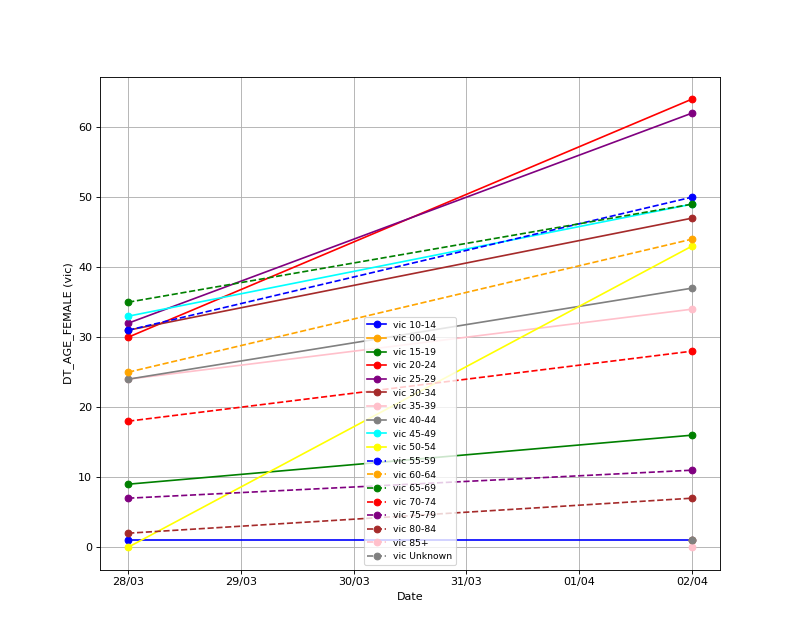 60
50
40
30
20
10
0
DT_AGE_FEMALE (vic)
vic 10-14
vic 00-04
vic 15-19
vic 20-24
vic 25-29
vic 30-34
vic 35-39
vic 40-44
vic 45-49
vic 50-54
vic 55-59
vic 60-64
vic 65-69
vic 70-74
vic 75-79
vic 80-84
vic 85+
vic Unknown
28/03 29/03 30/03 31/03 01/04 02/04
Date